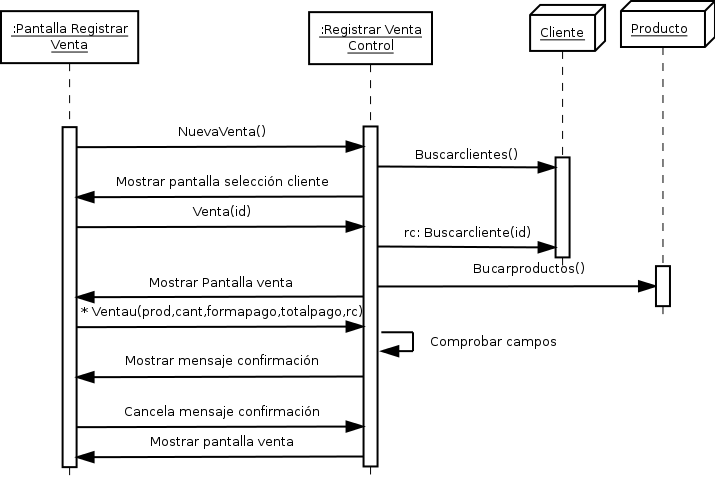 :Pantalla Registrar
Venta
:Registrar Venta
Control
Cliente
Producto
NuevaVenta()
Buscarclientes()
Mostrar pantalla selección cliente
Venta(id)
rc: Buscarcliente(id)
Bucarproductos()
Mostrar Pantalla venta
* Ventau(prod,cant,formapago,totalpago,rc)
Comprobar campos
Mostrar mensaje confirmación
Cancela mensaje confirmación
Mostrar pantalla venta